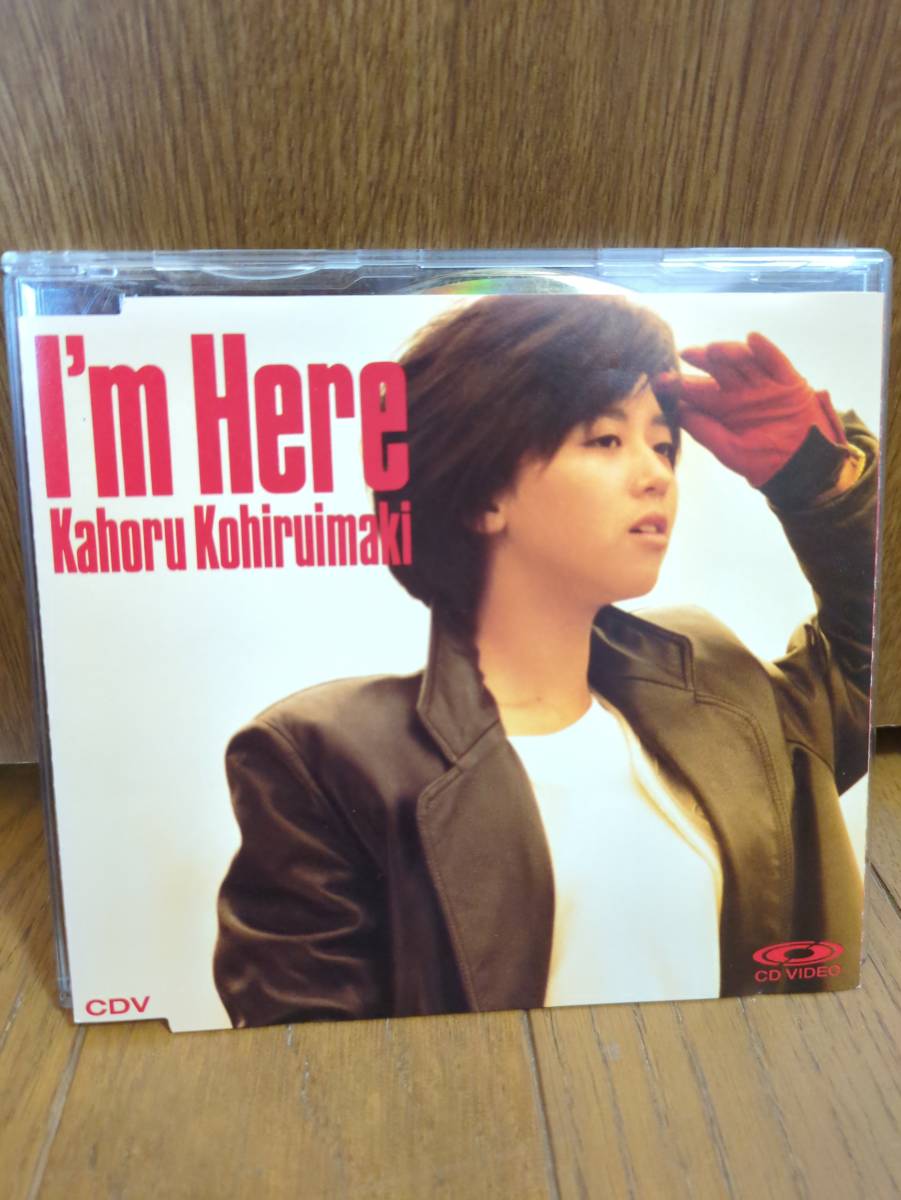 I'm Here
Kahoru Kohiruimaki
CD VIDEO
CDV